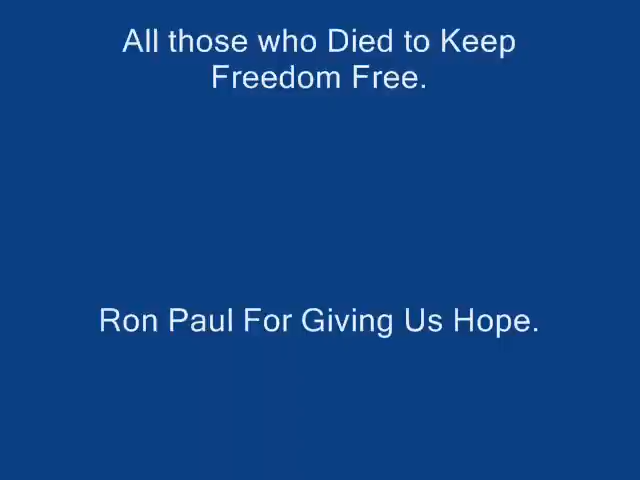 All those who Died to Keep
Freedom Free.
Ron Paul For Giving Us Hope.